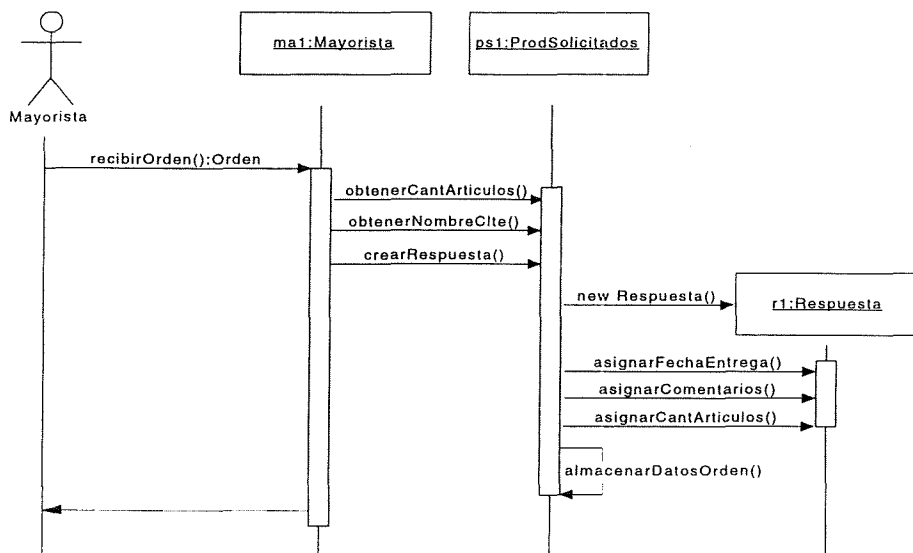 ma1:Mayorista
ps1:ProdSolicitados
Mayorista
recibirOrden():Orden
obtenerCantArticulos()
obtenerNombreClte()
crearRespuesta()
new Respuesta()
r1:Respuesta
asignarFechaEntrega()
asignarComentarios()
asignarCantArticulos()
almacenarDatosOrden()